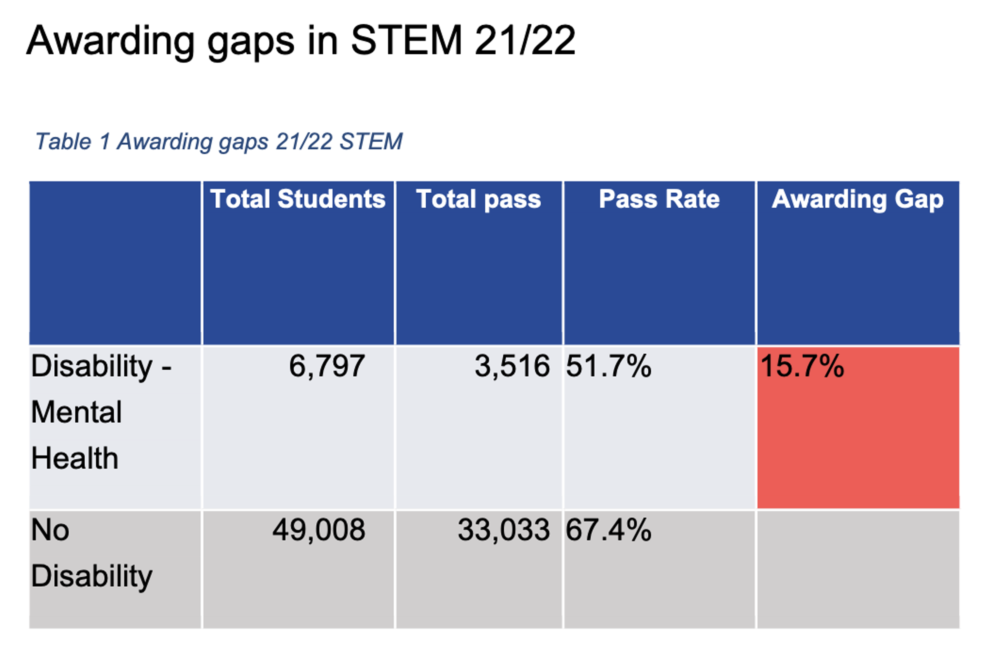 Awarding gaps in STEM 21/22
Table 1 Awarding gaps 21/22 STEM
Total Students Total pass Pass Rate Awarding Gap
Disability - 6,797 3,516 51.7% 15.7%
Mental
Health
No 49,008 33,033 67.4%
Disability